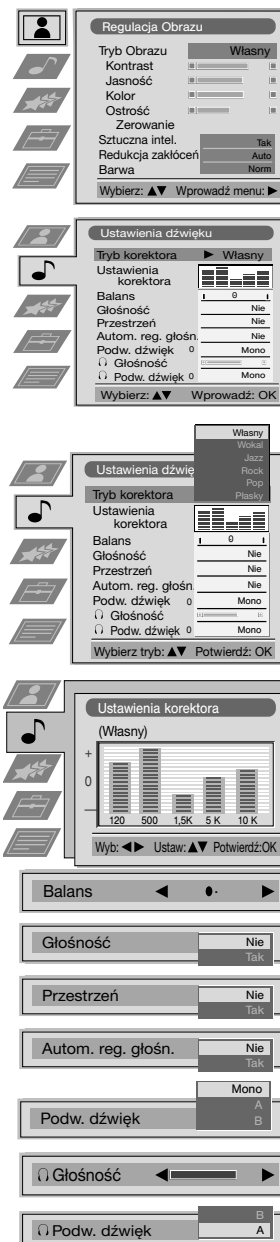 Regulacja Obrazu
Tryb Obrazu Własny
Kontrast
Jasność
Kolor
Ostrość
Zerowanie
Sztuczna intel. Tak
Redukcja zakłóceń Auto
Barwa Norm
Wybierz: ▲▼ Wprowadź menu: ▶
Ustawienia dźwięku
Tryb korektora ▶ Własny
Ustawienia
korektora
Balans 0
Głośność Nie
Przestrzeń Nie
Autom. reg. głośn. Nie
Podw. dźwięk 0 Mono
Głośność
Podw. dźwięk 0 Mono
Wybierz: ▲▼ Wprowadź: OK
Własny
Wokal
Jazz
Rock
Pop
Płasky
Ustawienia dźwię
Tryb korektora
Ustawienia
korektora
Balans 0
Głośność Nie
Przestrzeń Nie
Autom. reg. głośn. Nie
Podw. dźwięk 0 Mono
Głośność
Podw. dźwięk 0 Mono
Wybierz tryb: ▲▼ Potwierdź: OK
Ustawienia korektora
(Własny)
+
0
—
120 500 1,5K 5 K 10 K
Wyb: ◀▶ Ustaw: ▲▼ Potwierdź:OK
Balans ◀ ▶
Głośność Nie
Tak
Przestrzeń Nie
Tak
Autom. reg. głośn. Nie
Tak
Mono
A
Podw. dźwięk B
Głośność ◀ ▶
B
Podw. dźwięk A